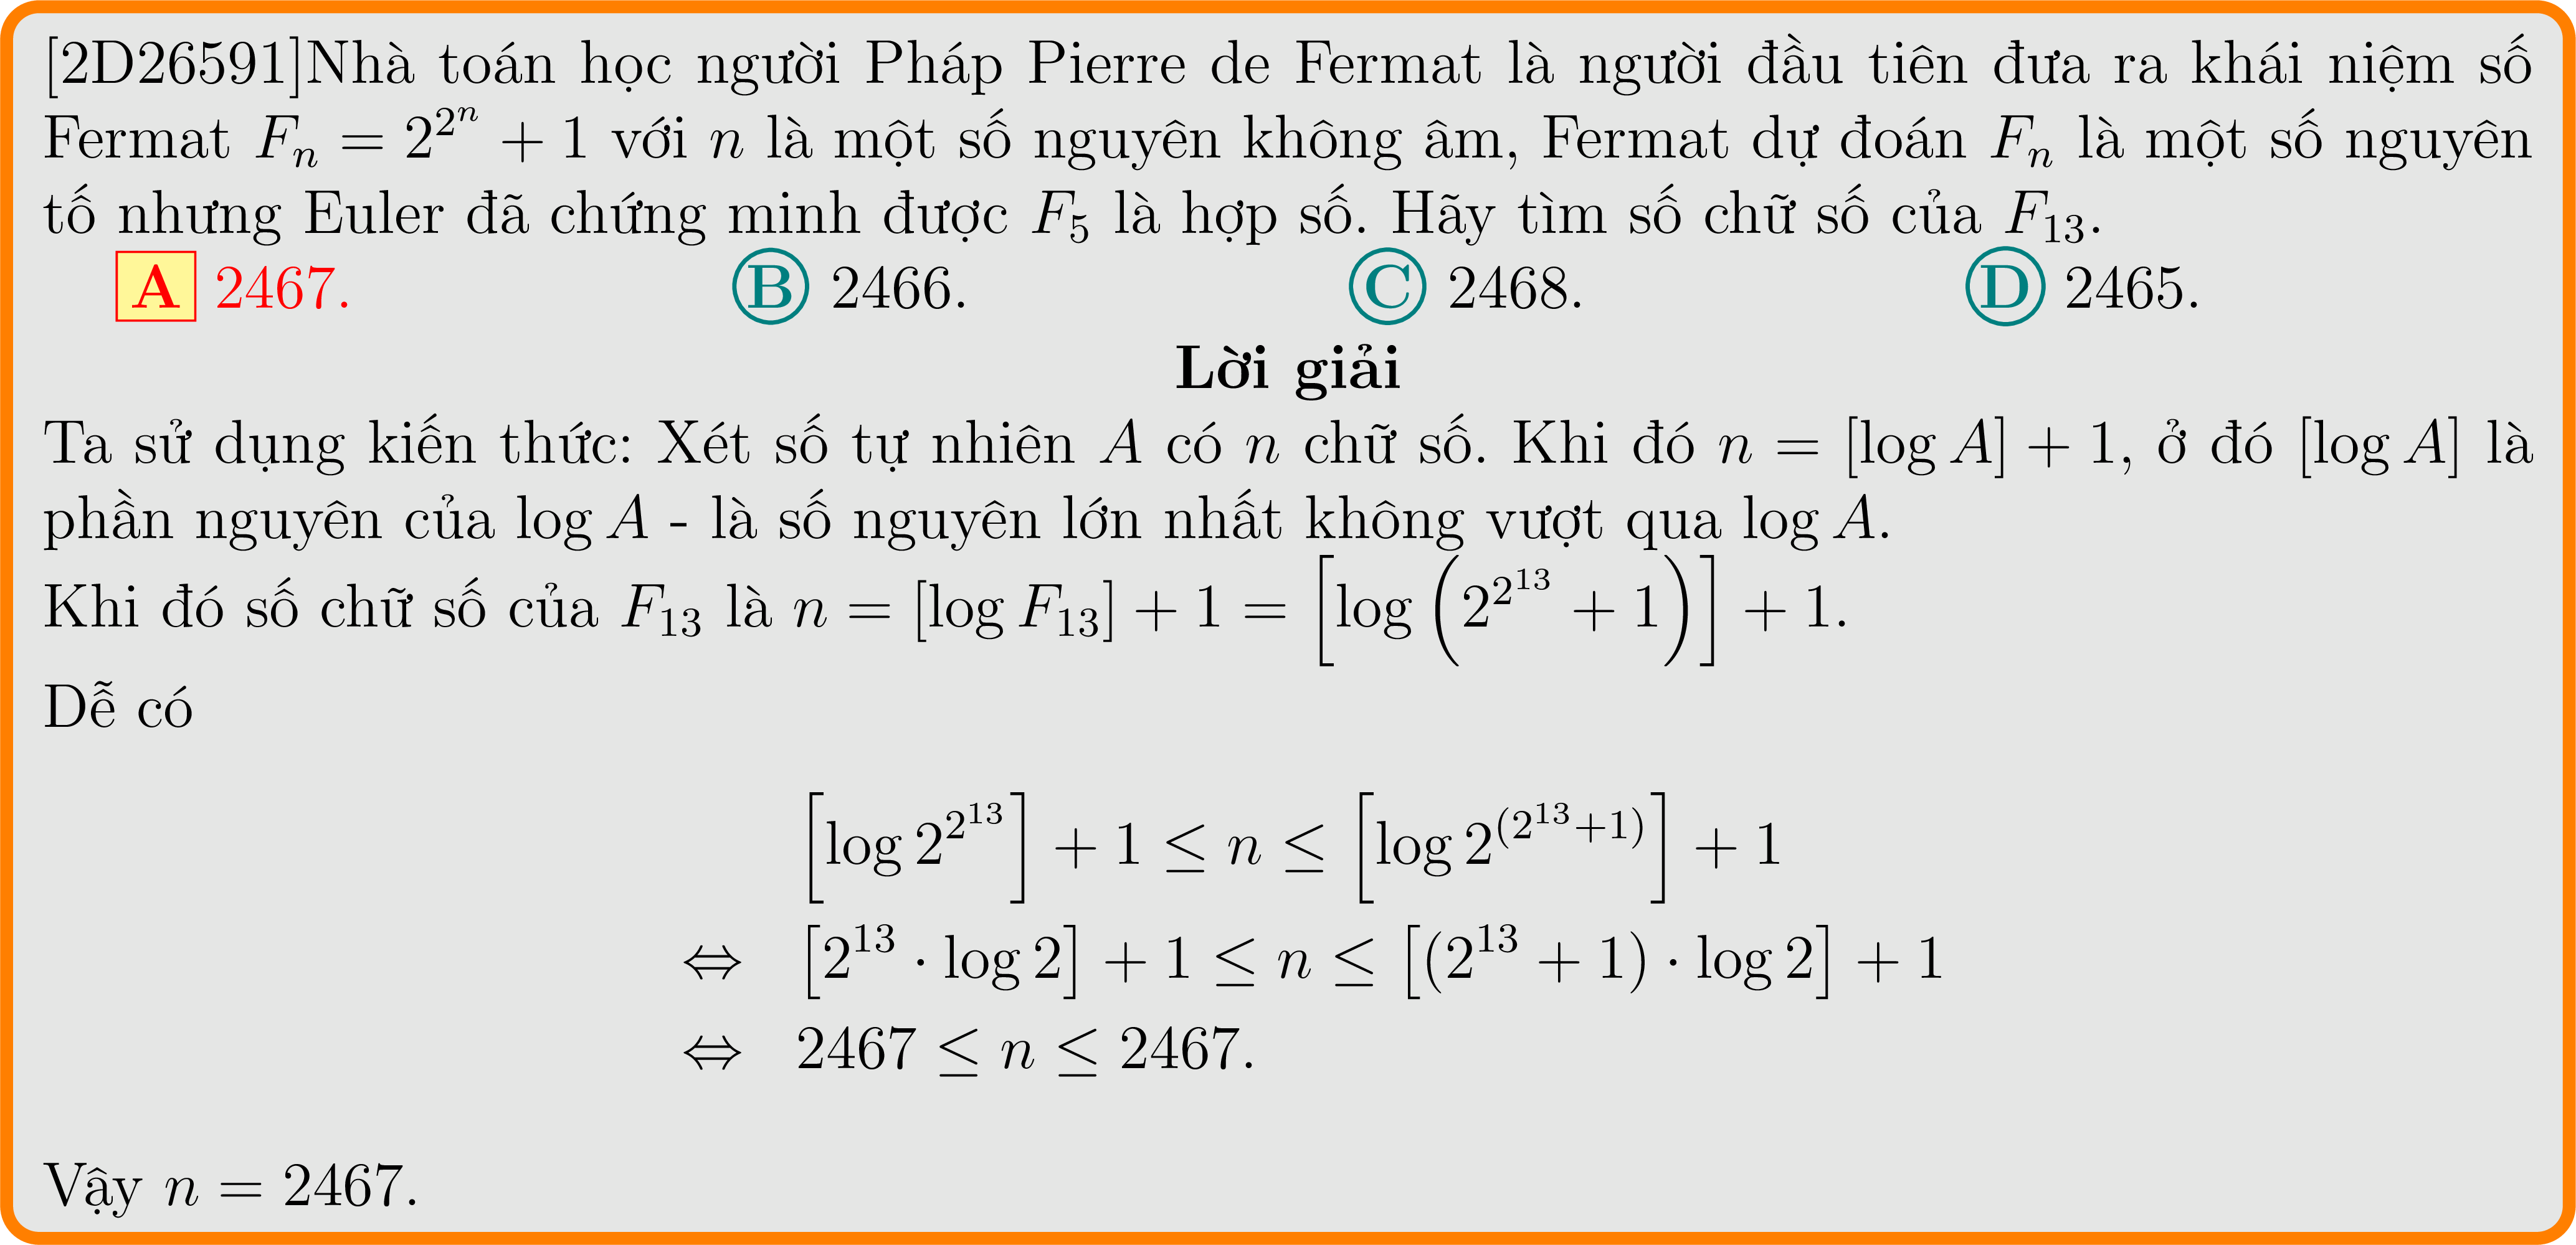 [2D26591]Nhà toán học người Pháp Pierre de Fermat là người đầu tiên đưa ra khái niệm số
Fermat $F_n = 2^{2^n} + 1$ với $n$ là một số nguyên không âm, Fermat dự đoán $F_n$ là một số nguyên
tố nhưng Euler đã chứng minh được $F_5$ là hợp số. Hãy tìm số chữ số của $F_{13}$.
A 2467. B 2466. C 2468. D 2465.
Lời giải
Ta sử dụng kiến thức: Xét số tự nhiên $A$ có $n$ chữ số. Khi đó $n = [\log A] + 1$, ở đó $[\log A]$ là
phần nguyên của $\log A$ - là số nguyên lớn nhất không vượt qua $\log A$.
Khi đó số chữ số của $F_{13}$ là $n = [\log F_{13}] + 1 = \left[\log \left(2^{2^{13}} + 1\right)\right] + 1$.
Dễ có
$\left[\log 2^{2^{13}}\right] + 1 \leq n \leq \left[\log 2^{(2^{13}+1)}\right] + 1$
$\Leftrightarrow \left[2^{13} \cdot \log 2\right] + 1 \leq n \leq \left[(2^{13} + 1) \cdot \log 2\right] + 1$
$\Leftrightarrow 2467 \leq n \leq 2467.$
Vậy $n = 2467$.